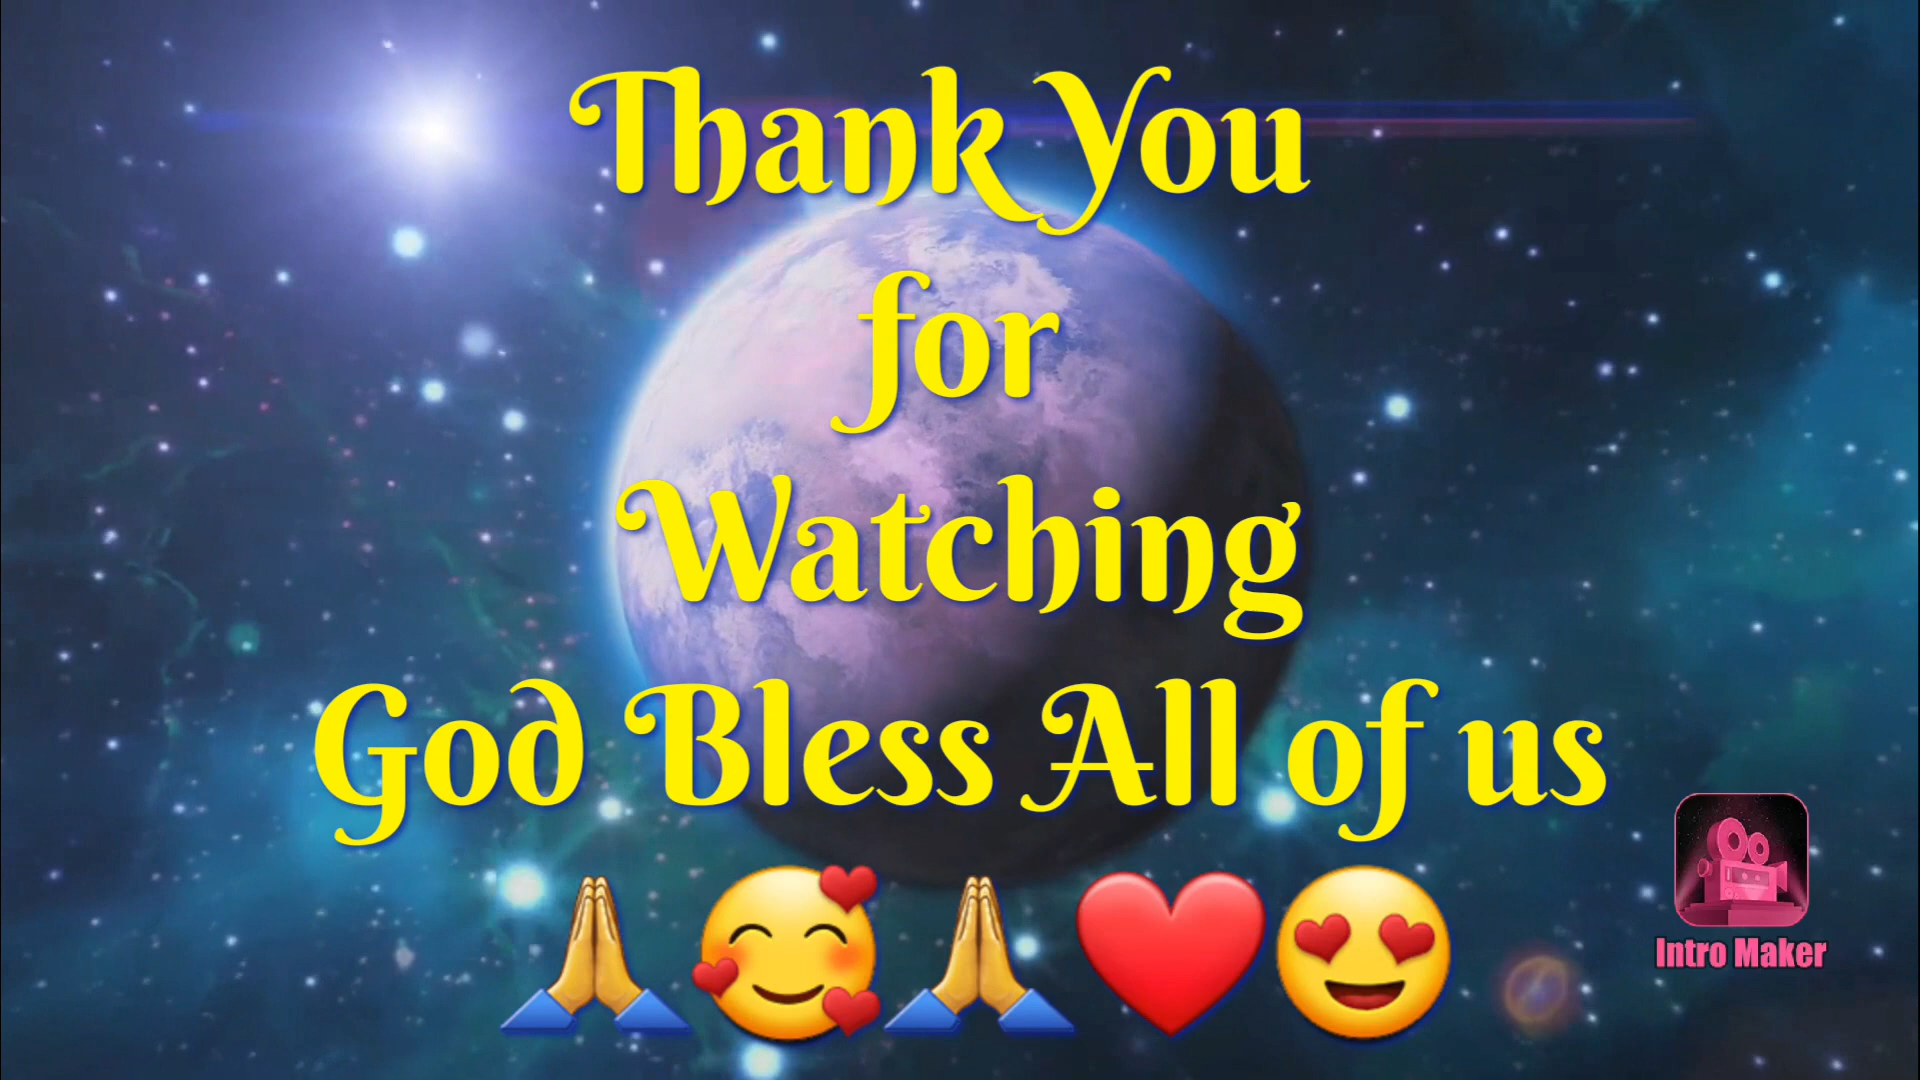 Thank You
for
Watching
God Bless All of us
🙏🥰🙏❤️😍
Intro Maker